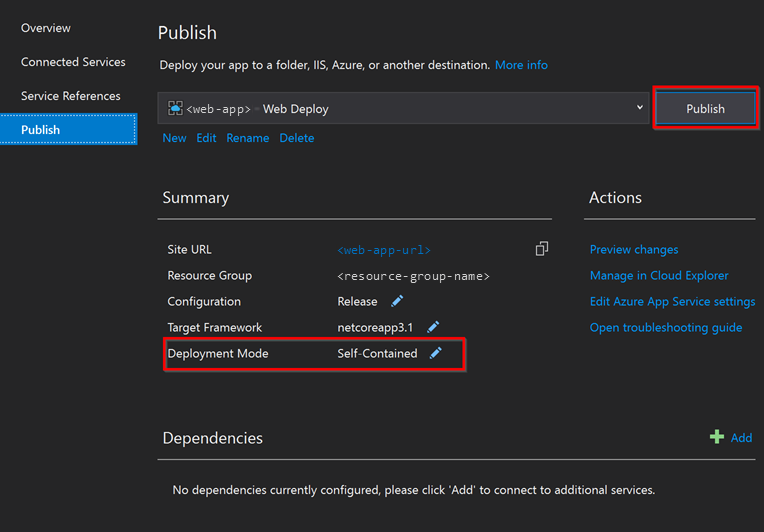 Overview
Connected Services
Service References
Publish
Publish
Deploy your app to a folder, IIS, Azure, or another destination. More info
<web-app> - Web Deploy
Publish
New Edit Rename Delete
Summary
Site URL <web-app-url>
Resource Group <resource-group-name>
Configuration Release
Target Framework netcoreapp3.1
Deployment Mode Self-Contained
Actions
Preview changes
Manage in Cloud Explorer
Edit Azure App Service settings
Open troubleshooting guide
Dependencies
Add
No dependencies currently configured, please click 'Add' to connect to additional services.